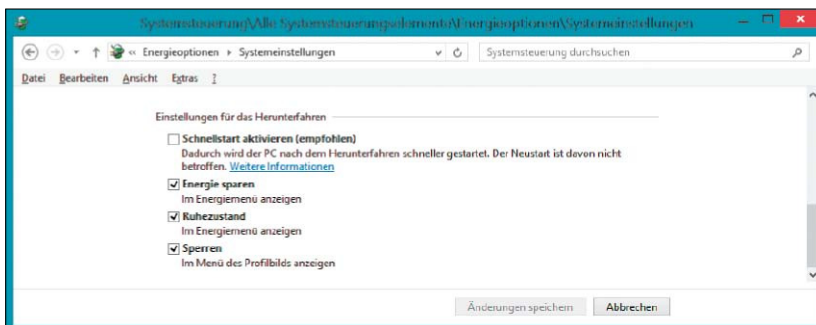 Systemsteuerung\Alle Systemsteuerungselemente\Energieoptionen\Systemeinstellungen
« Energieoptionen Systemeinstellungen Systemsteuerung durchsuchen
Datei Bearbeiten Ansicht Extras ?
Einstellungen für das Herunterfahren
Schnellstart aktivieren (empfohlen)
Dadurch wird der PC nach dem Herunterfahren schneller gestartet. Der Neustart ist davon nicht
betroffen. Weitere Informationen
Energie sparen
Im Energiemenü anzeigen
Ruhezustand
Im Energiemenü anzeigen
Sperren
Im Menü des Profilbilds anzeigen
Änderungen speichern Abbrechen